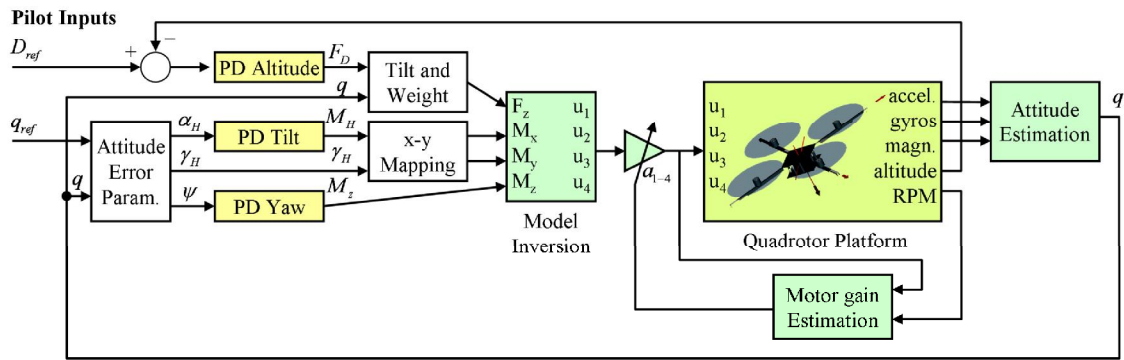 Pilot Inputs
D_ref
+
−
PD Altitude
F_D
q
Tilt and
Weight
q_ref
q
Attitude
Error
Param.
α_H
γ_H
ψ
PD Tilt
M_H
γ_H
PD Yaw
M_z
x-y
Mapping
F_z
M_x
M_y
M_z
u_1
u_2
u_3
u_4
Model
Inversion
a_1−4
u_1
u_2
u_3
u_4
accel.
gyros
magn.
altitude
RPM
Quadrotor Platform
Attitude
Estimation
q
Motor gain
Estimation